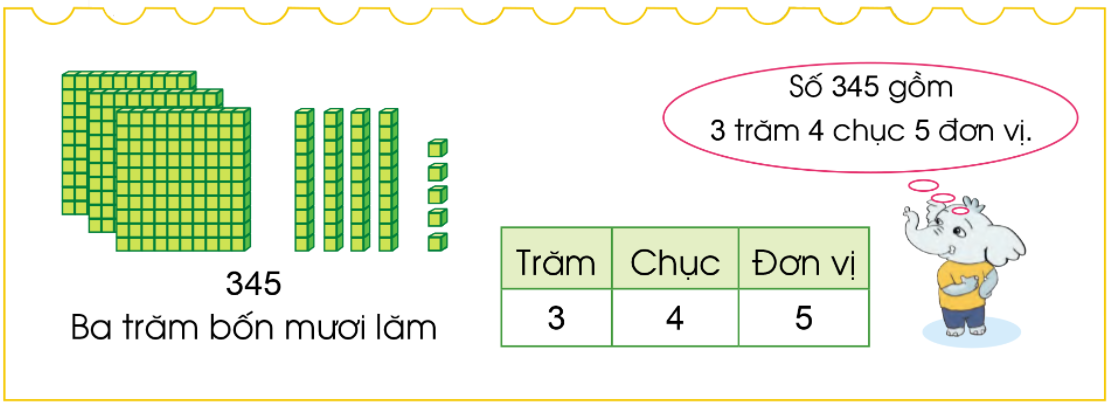 345
Ba trăm bốn mươi lăm
Trăm Chục Đơn vị
3 4 5
Số 345 gồm
3 trăm 4 chục 5 đơn vị.